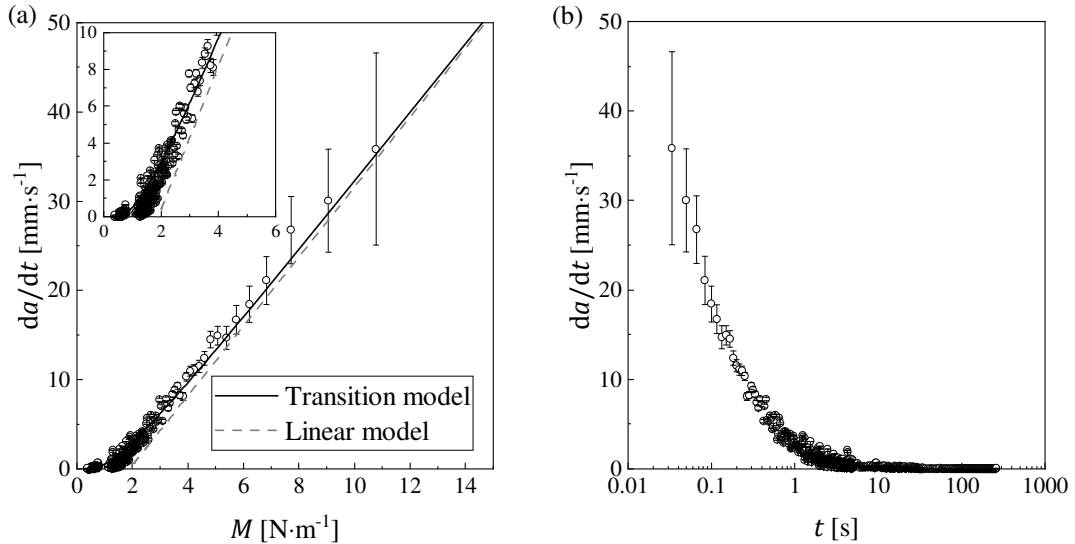 (a)
50
40
30
20
10
0
da/dt [mm·s⁻¹]
10
8
6
4
2
0
0 2 4 6
Transition model
Linear model
0 2 4 6 8 10 12 14
M [N·m⁻¹]
(b)
50
40
30
20
10
0
da/dt [mm·s⁻¹]
0.01 0.1 1 10 100 1000
t [s]